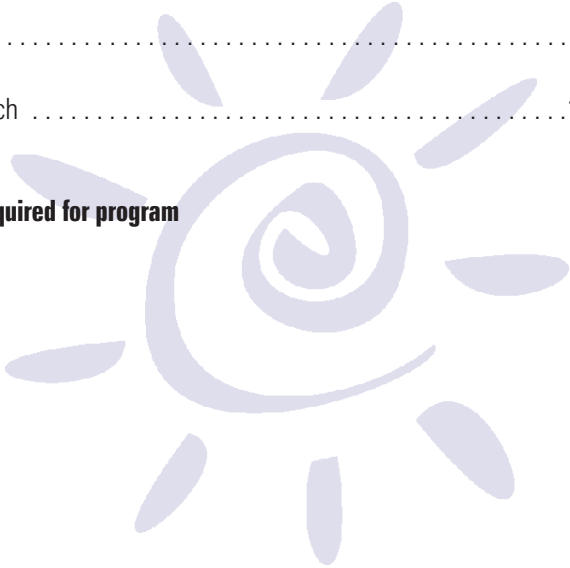 . . . . . . . . . . . . . . . . . . . . . . . . . . . . . . . . . . . . . . . . . . . . . .
ch . . . . . . . . . . . . . . . . . . . . . . . . . . . . . . . . . . . . . . . . . . . .
quired for program